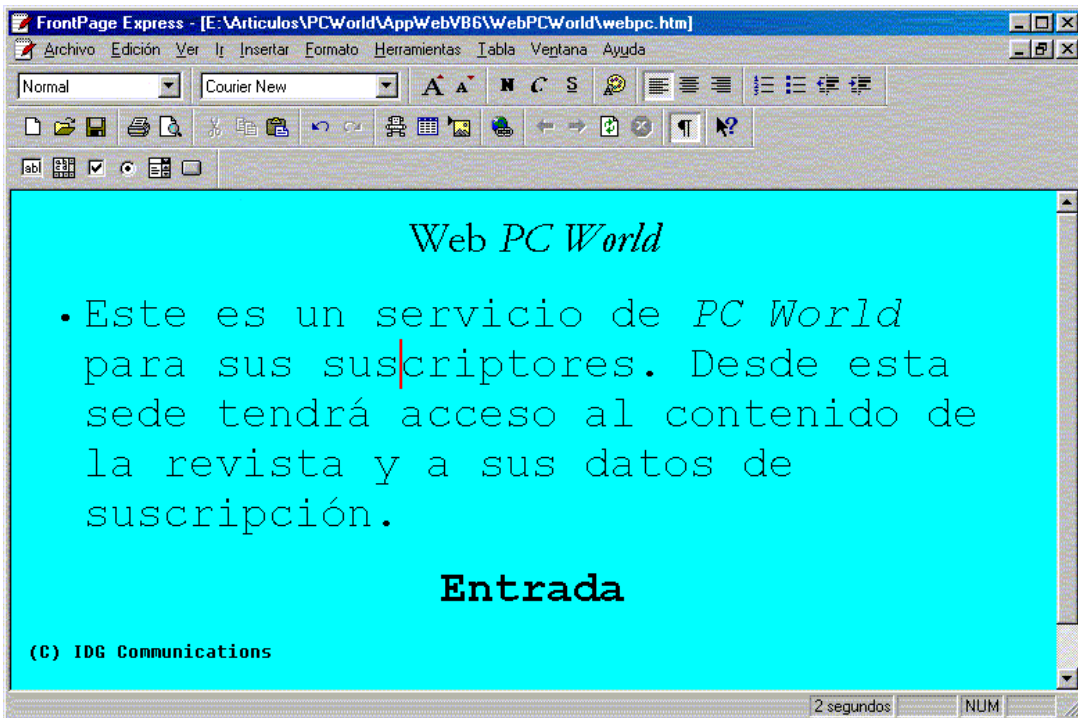 FrontPage Express - [E:\Articulos\PCWorld\AppWebVB6\WebPCWorld\webpc.htm]
Archivo Edición Ver Ir Insertar Formato Herramientas Tabla Ventana Ayuda
Normal Courier New A A N C S
abl
Web PC World
• Este es un servicio de PC World
para sus suscriptores. Desde esta
sede tendrá acceso al contenido de
la revista y a sus datos de
suscripción.
Entrada
(C) IDG Communications
2 segundos NUM